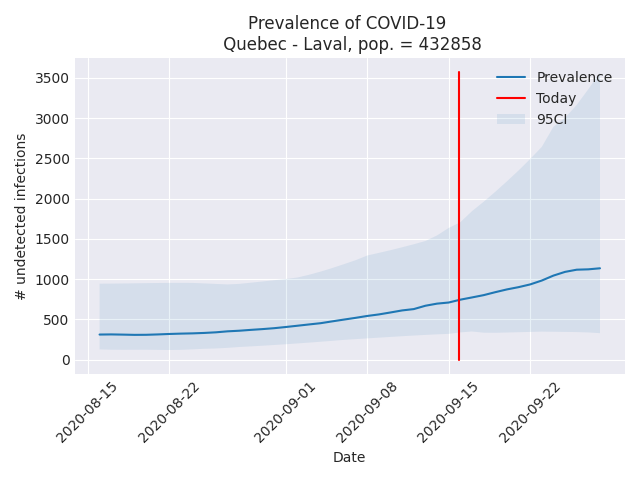 Prevalence of COVID-19
Quebec - Laval, pop. = 432858
# undetected infections
3500
3000
2500
2000
1500
1000
500
0
Prevalence
Today
95CI
2020-08-15
2020-08-22
2020-09-01
2020-09-08
2020-09-15
2020-09-22
Date